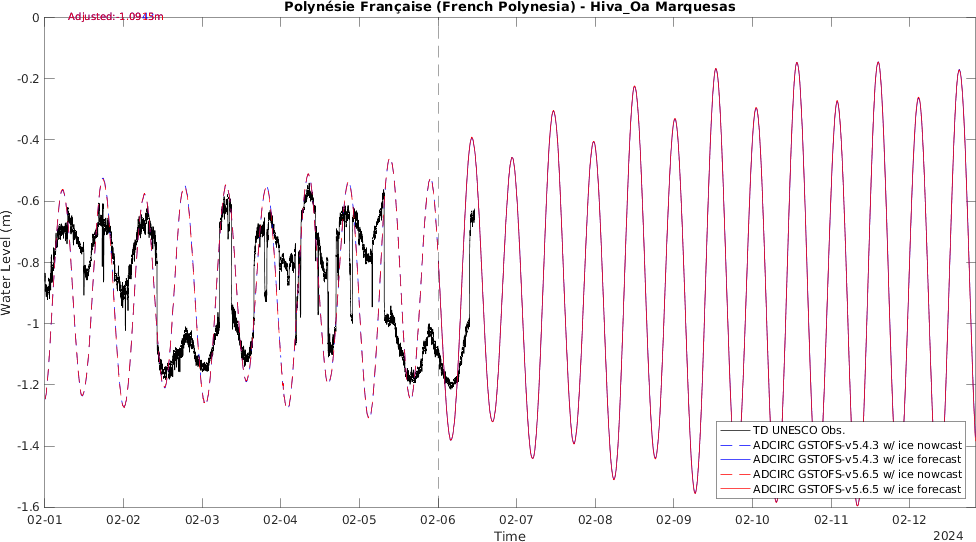 Polynésie Française (French Polynesia) - Hiva_Oa Marquesas
Adjusted:
0
-0.2
-0.4
-0.6
-0.8
-1
-1.2
-1.4
-1.6
Water Level (m)
TD UNESCO Obs.
ADCIRC GSTOFS-v5.4.3 w/ ice nowcast
ADCIRC GSTOFS-v5.4.3 w/ ice forecast
ADCIRC GSTOFS-v5.6.5 w/ ice nowcast
ADCIRC GSTOFS-v5.6.5 w/ ice forecast
02-01 02-02 02-03 02-04 02-05 02-06 02-07 02-08 02-09 02-10 02-11 02-12
Time
2024